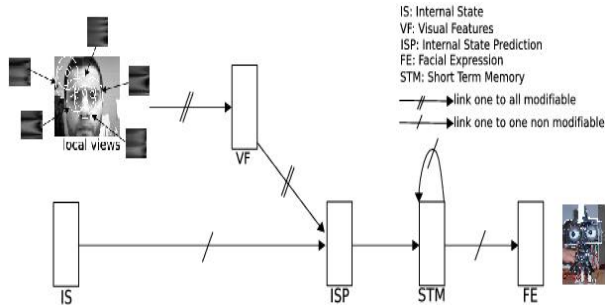 IS: Internal State
VF: Visual Features
ISP: Internal State Prediction
FE: Facial Expression
STM: Short Term Memory
link one to all modifiable
link one to one non modifiable
local views
VF
IS
ISP
STM
FE